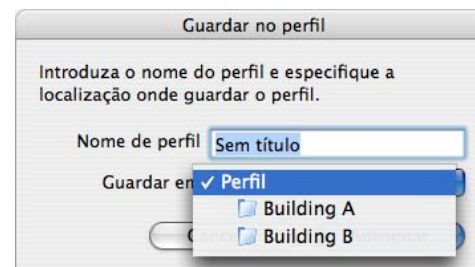 Guardar no perfil
Introduza o nome do perfil e especifique a
localização onde guardar o perfil.
Nome de perfil Sem título
Guardar em ✓ Perfil
Building A
Building B